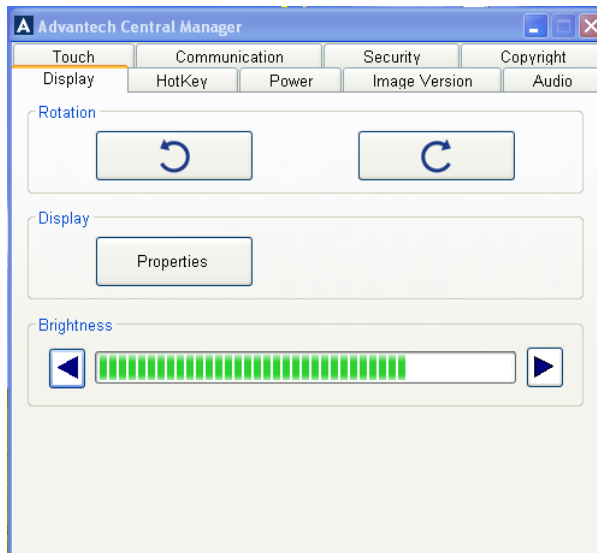 A Advantech Central Manager
Touch Communication Security Copyright
Display HotKey Power Image Version Audio
Rotation
Display
Properties
Brightness